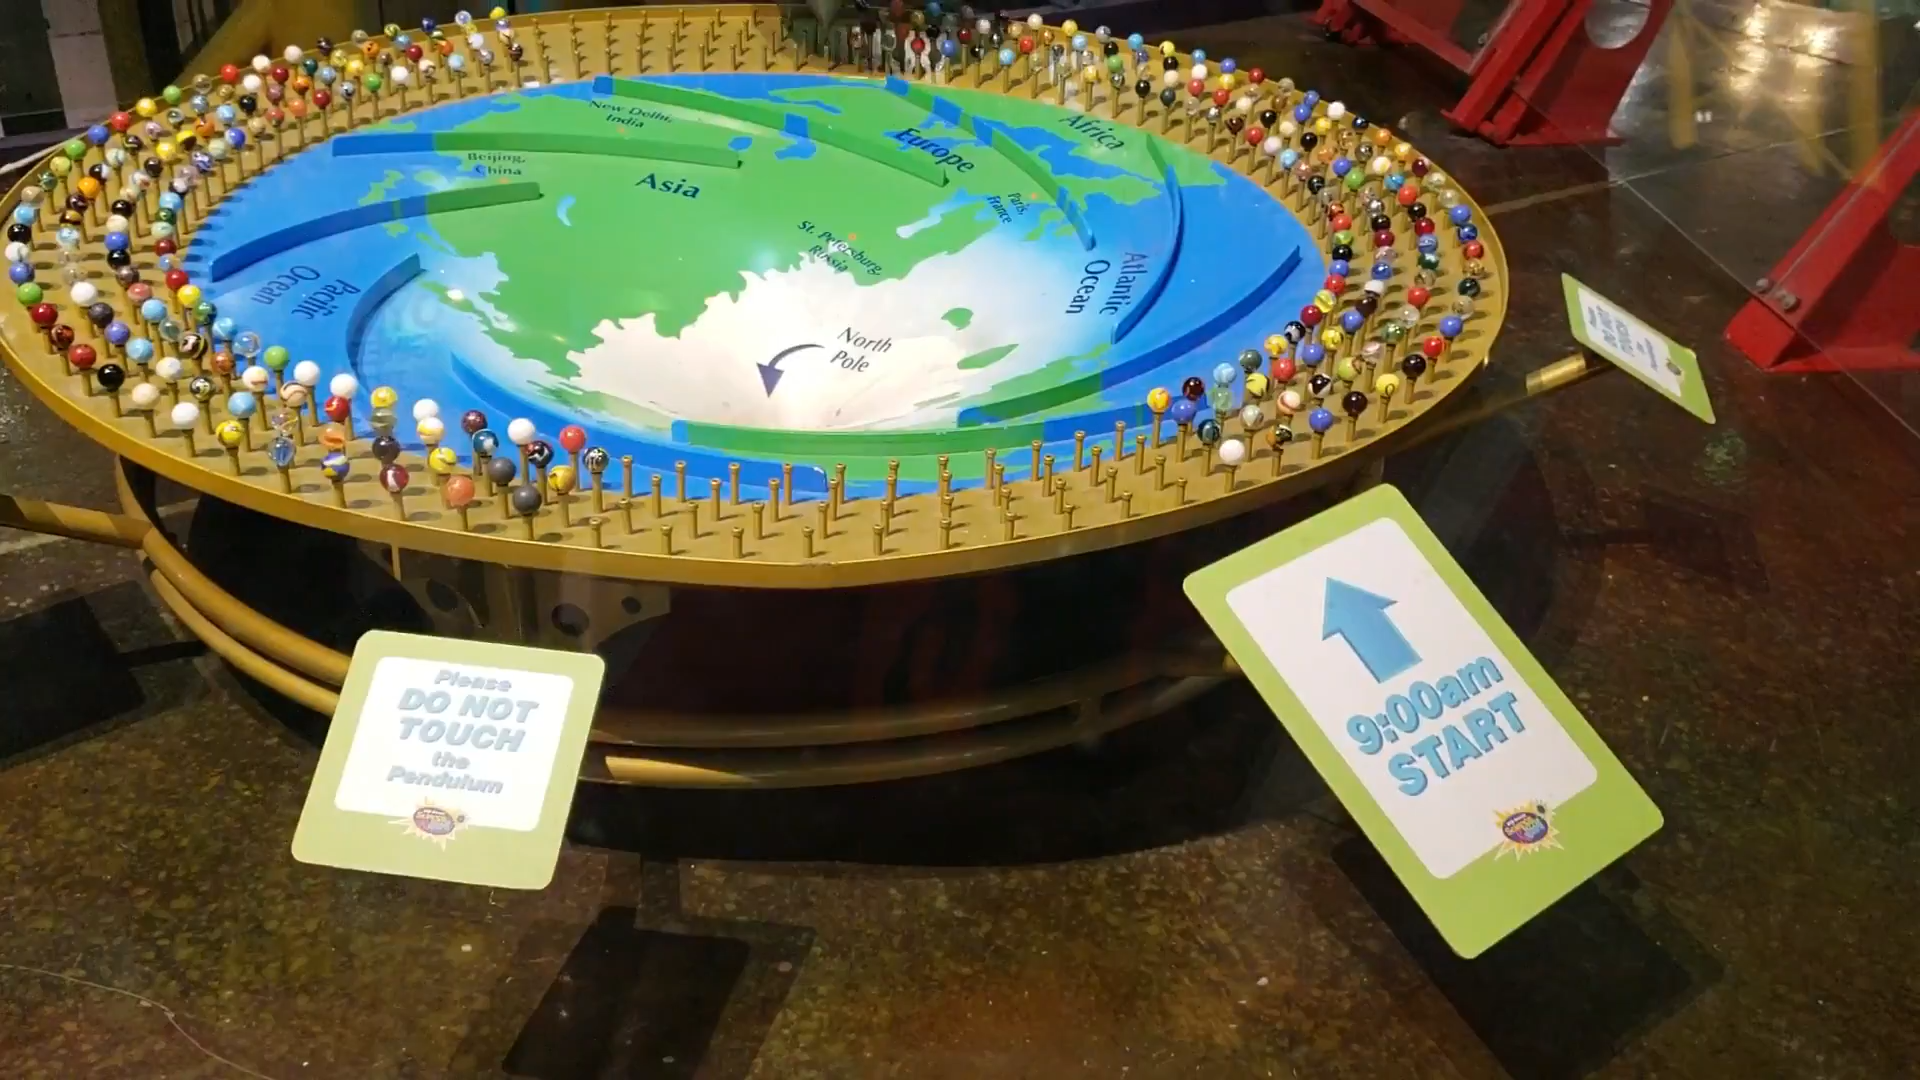 New Delhi,
India
Beijing,
China
Asia
Europe
Africa
Paris,
France
St. Petersburg,
Russia
Atlantic
Ocean
Pacific
Ocean
North
Pole
Please
DO NOT
TOUCH
the
Pendulum
9:00am
START